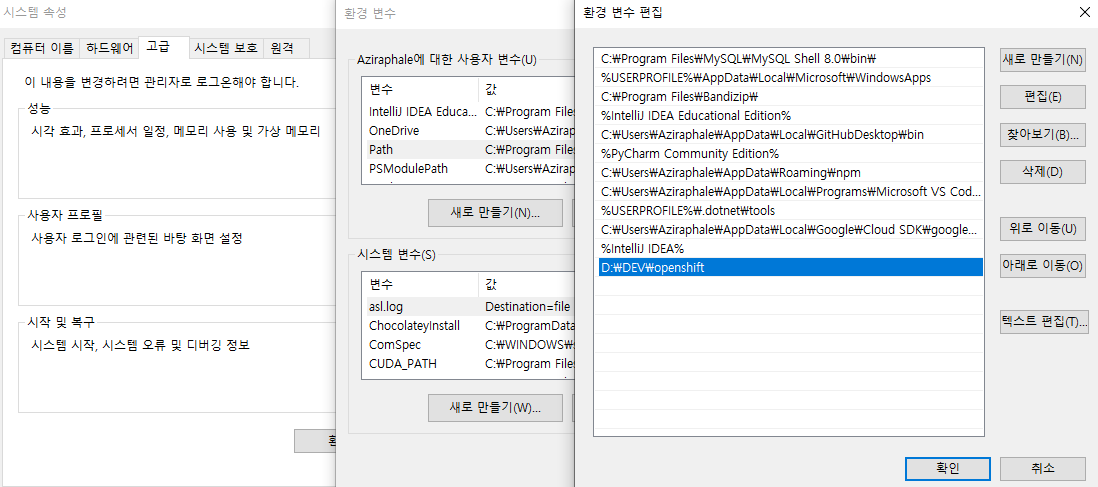 시스템 속성
컴퓨터 이름
하드웨어
고급
시스템 보호
원격
이 내용을 변경하려면 관리자로 로그온해야 합니다.
성능
시각 효과, 프로세서 일정, 메모리 사용 및 가상 메모리
사용자 프로필
사용자 로그인에 관련된 바탕 화면 설정
시작 및 복구
시스템 시작, 시스템 오류 및 디버깅 정보
환경 변수
Aziraphale에 대한 사용자 변수(U)
변수 값
IntelliJ IDEA Educa... C:₩Program Files
OneDrive C:₩Users₩Azira
Path C:₩Program Files
PSModulePath C:₩Users₩Azira
새로 만들기(N)...
시스템 변수(S)
변수 값
asl.log Destination=file
ChocolateyInstall C:₩ProgramData
ComSpec C:₩WINDOWS₩
CUDA_PATH C:₩Program Files
새로 만들기(W)...
환경 변수 편집
C:₩Program Files₩MySQL₩MySQL Shell 8.0₩bin₩
%USERPROFILE%₩AppData₩Local₩Microsoft₩WindowsApps
C:₩Program Files₩Bandizip₩
%IntelliJ IDEA Educational Edition%
C:₩Users₩Aziraphale₩AppData₩Local₩GitHubDesktop₩bin
%PyCharm Community Edition%
C:₩Users₩Aziraphale₩AppData₩Roaming₩npm
C:₩Users₩Aziraphale₩AppData₩Local₩Programs₩Microsoft VS Cod...
%USERPROFILE%₩.dotnet₩tools
C:₩Users₩Aziraphale₩AppData₩Local₩Google₩Cloud SDK₩google...
%IntelliJ IDEA%
D:₩DEV₩openshift
새로 만들기(N)
편집(E)
찾아보기(B)...
삭제(D)
위로 이동(U)
아래로 이동(O)
텍스트 편집(T)...
확인
취소